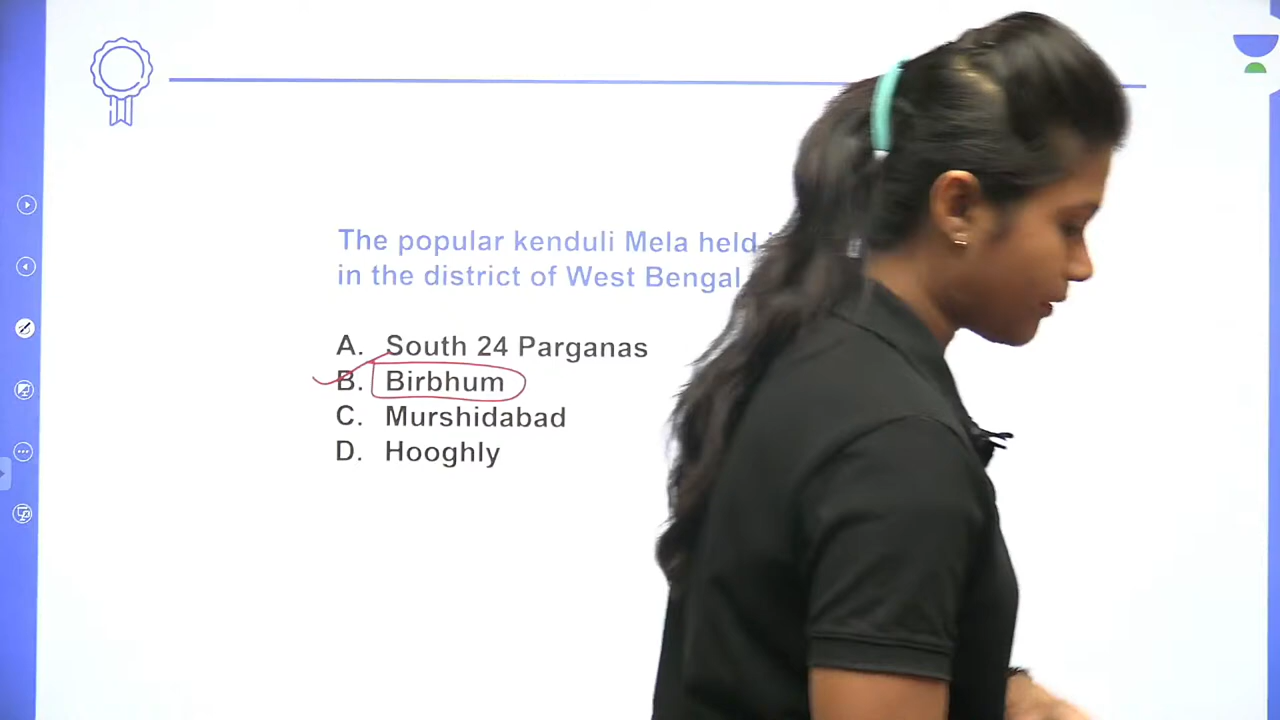 The popular kenduli Mela held
in the district of West Bengal
A. South 24 Parganas
B. Birbhum
C. Murshidabad
D. Hooghly